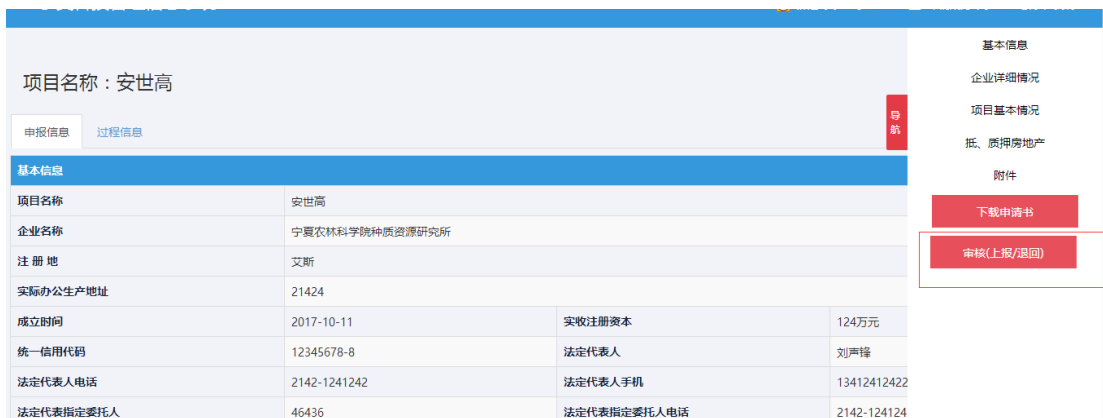 项目名称：安世高
申报信息 过程信息
基本信息
项目名称 安世高
企业名称 宁夏农林科学院种质资源研究所
注 册 地 艾斯
实际办公生产地址 21424
成立时间 2017-10-11 实收注册资本 124万元
统一信用代码 12345678-8 法定代表人 刘声锋
法定代表人电话 2142-1241242 法定代表人手机 13412412422
法定代表指定委托人 46436 法定代表指定委托人电话 2142-124124
导航
基本信息
企业详细情况
项目基本情况
抵、质押房地产
附件
下载申请书
审核(上报/退回)